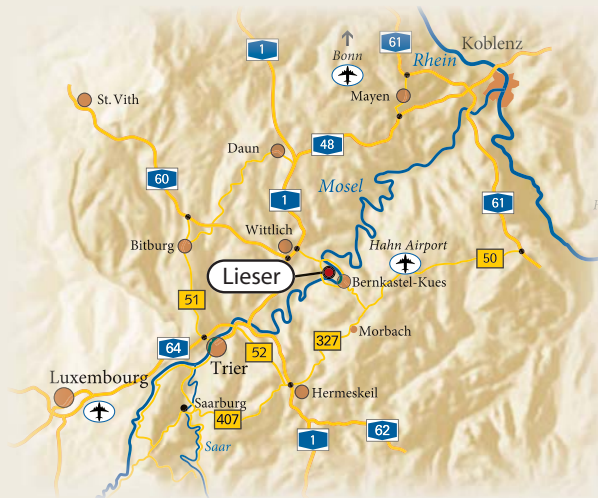 1
61
Koblenz
Bonn
Rhein
St. Vith
Mayen
Daun
48
60
Mosel
1
61
Wittlich
Bitburg
Hahn Airport
50
Lieser
Bernkastel-Kues
51
Morbach
327
64
52
Trier
Luxembourg
Hermeskeil
Saarburg
407
1
62
Saar